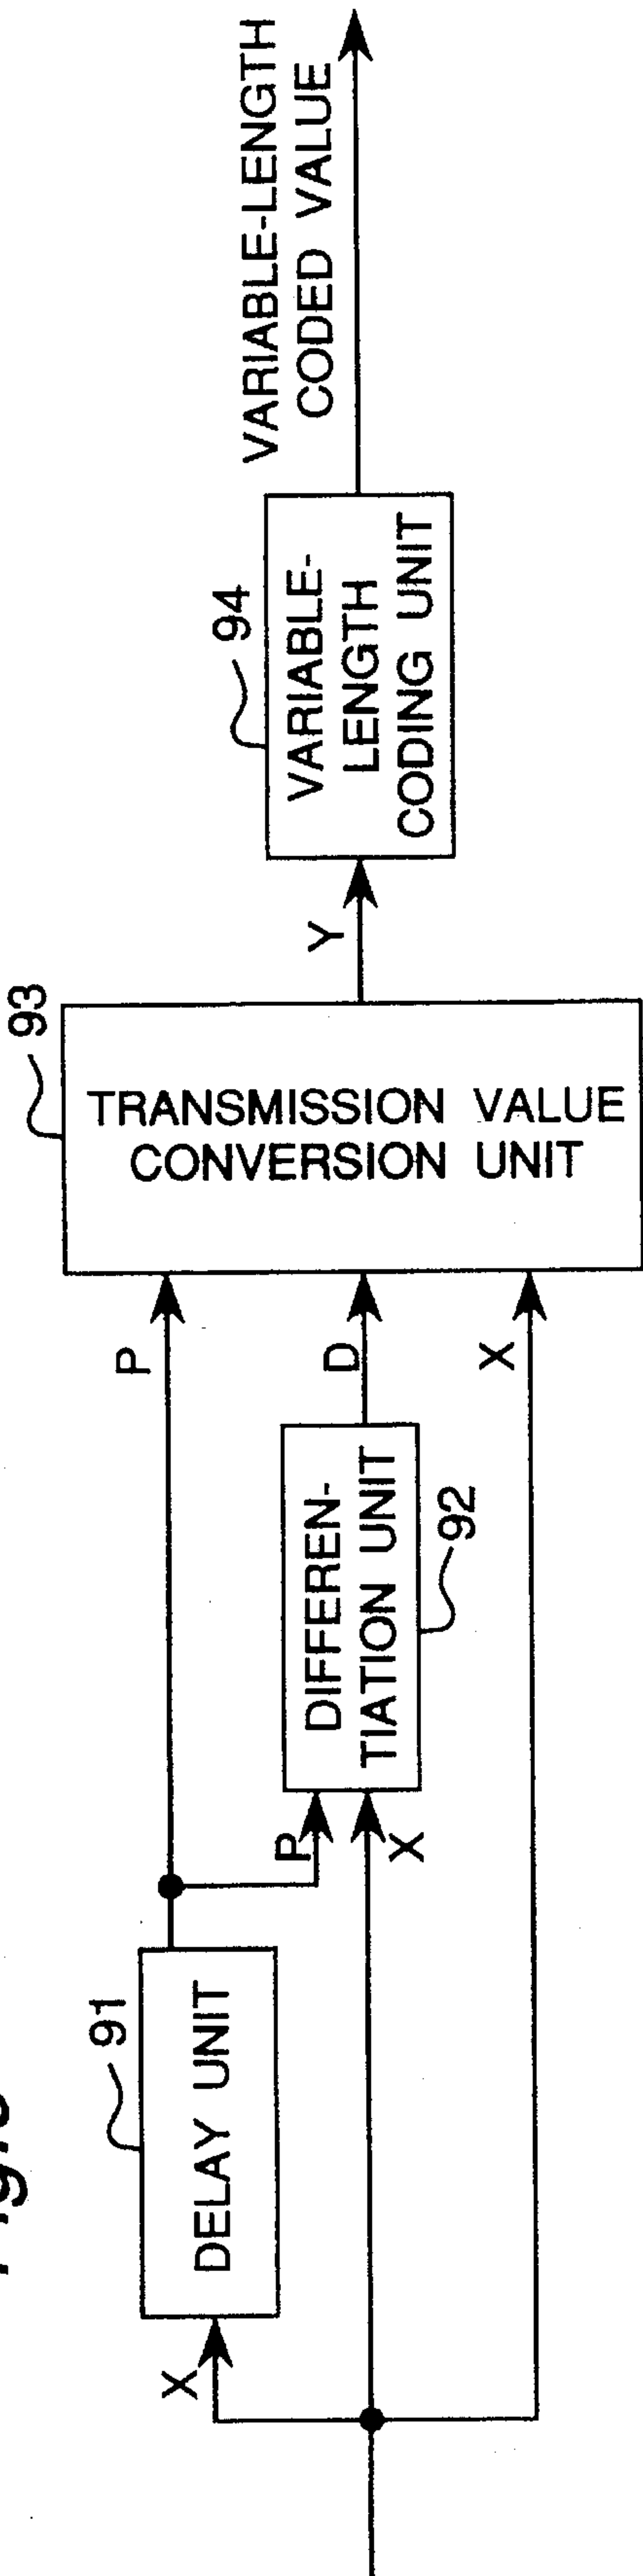 X
91
DELAY UNIT
P
X
DIFFEREN-
TIATION UNIT
92
P
D
X
93
TRANSMISSION VALUE
CONVERSION UNIT
Y
94
VARIABLE-
LENGTH
CODING UNIT
VARIABLE-LENGTH
CODED VALUE